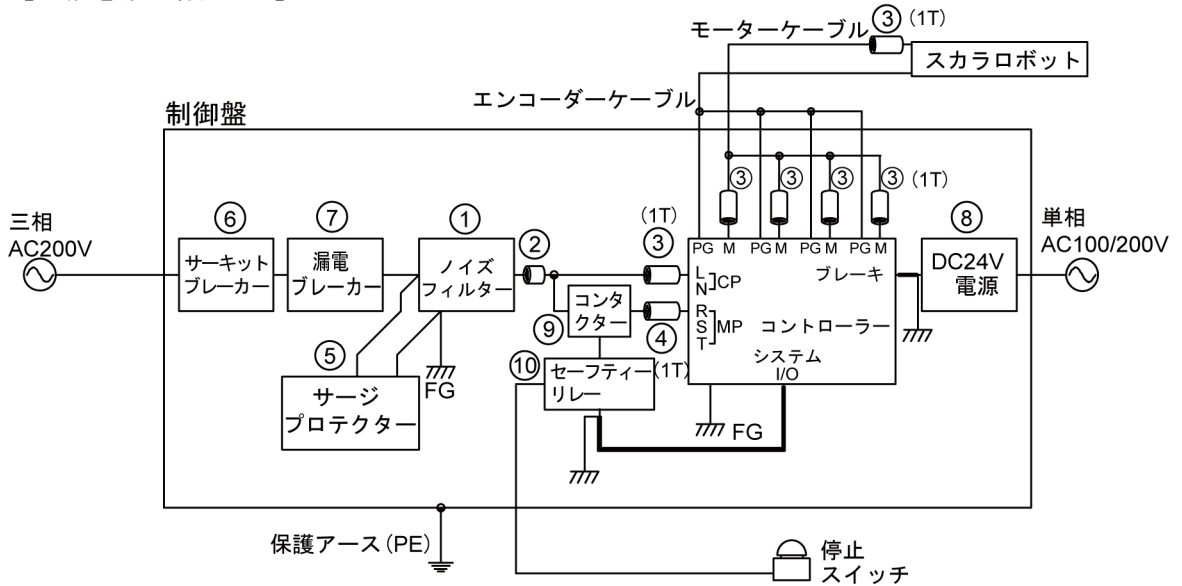 モーターケーブル
③ (1T)
スカラロボット
エンコーダーケーブル
制御盤
③
③
③
③ (1T)
三相
AC200V
⑥
サーキット
ブレーカー
⑦
漏電
ブレーカー
①
ノイズ
フィルター
②
(1T)
③
PG M PG M PG M PG M
L
N
CP
ブレーキ
R
S
T
MP
コントローラー
システム
I/O
⑧
DC24V
電源
単相
AC100/200V
コンタ
クター
⑨
④
(1T)
⑩
セーフティー
リレー
⑤
サージ
プロテクター
FG
FG
保護アース(PE)
停止
スイッチ